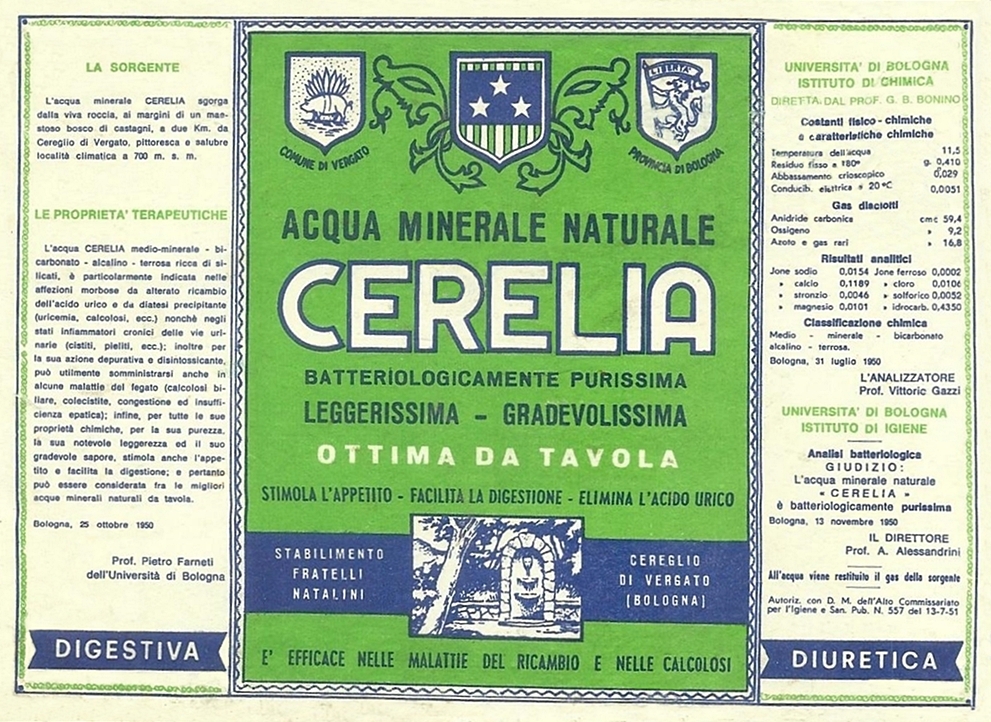 LA SORGENTE
L'acqua minerale CERELIA sgorga
dalla viva roccia, ai margini di un mae-
stoso bosco di castagni, a due Km. da
Cereglio di Vergato, pittoresca e salubre
località climatica a 700 m. s. m.
LE PROPRIETA' TERAPEUTICHE
L'acqua CERELIA medio-minerale - bi-
carbonato - alcalino - terrosa ricca di si-
licati, è particolarmente indicata nelle
affezioni morbose da alterato ricambio
dell'acido urico e da diatesi precipitante
(uricemia, calcolosi, ecc.) nonchè negli
stati infiammatori cronici delle vie uri-
narie (cistiti, pieliti, ecc.); inoltre per
la sua azione depurativa e disintossicante,
può utilmente somministrarsi anche in
alcune malattie del fegato (calcolosi bi-
liare, colecistite, congestione ed insuffi-
cienza epatica); infine, per tutte le sue
proprietà chimiche, per la sua purezza,
la sua notevole leggerezza ed il suo
gradevole sapore, stimola anche l'appe-
tito e facilita la digestione; e pertanto
può essere considerata fra le migliori
acque minerali naturali da tavola.
Bologna, 25 ottobre 1950
Prof. Pietro Farneti
dell'Università di Bologna
DIGESTIVA
LIBERTA'
COMUNE DI VERGATO
PROVINCIA DI BOLOGNA
ACQUA MINERALE NATURALE
CERELIA
BATTERIOLOGICAMENTE PURISSIMA
LEGGERISSIMA - GRADEVOLISSIMA
OTTIMA DA TAVOLA
STIMOLA L'APPETITO - FACILITA LA DIGESTIONE - ELIMINA L'ACIDO URICO
STABILIMENTO
FRATELLI
NATALINI
CEREGLIO
DI VERGATO
(BOLOGNA)
E' EFFICACE NELLE MALATTIE DEL RICAMBIO E NELLE CALCOLOSI
UNIVERSITA' DI BOLOGNA
ISTITUTO DI CHIMICA
DIRETTA DAL PROF. G. B. BONINO
Costanti fisico-chimiche
e caratteristiche chimiche
Temperatura dell'acqua 11,5
Residuo fisso a 180° g. 0,410
Abbassamento crioscopico 0,029
Conducib. elettrica a 20°C 0,0051
Gas disciolti
Anidride carbonica cmc 59,4
Ossigeno » 9,2
Azoto e gas rari » 16,8
Risultati analitici
Jone sodio 0,0154 Jone ferroso 0,0002
» calcio 0,1189 » cloro 0,0106
» stronzio 0,0046 » solforico 0,0052
» magnesio 0,0101 » idrocarb. 0,4350
Classificazione chimica
Medio - minerale - bicarbonato
alcalino - terrosa.
Bologna, 31 luglio 1950
L'ANALIZZATORE
Prof. Vittorio Gazzi
UNIVERSITA' DI BOLOGNA
ISTITUTO DI IGIENE
Analisi batteriologica
GIUDIZIO:
L'acqua minerale naturale
« CERELIA »
è batteriologicamente purissima
Bologna, 13 novembre 1950
IL DIRETTORE
Prof. A. Alessandrini
All'acqua viene restituito il gas della sorgente
Autoriz. con D. M. dell'Alto Commissariato
per l'Igiene e San. Pub. N. 557 del 13-7-51
DIURETICA